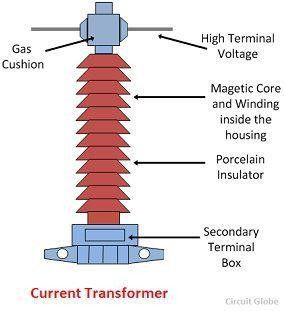 Gas
Cushion
High Terminal
Voltage
Magetic Core
and Winding
inside the
housing
Porcelain
Insulator
Secondary
Terminal
Box
Current Transformer
Circuit Globe